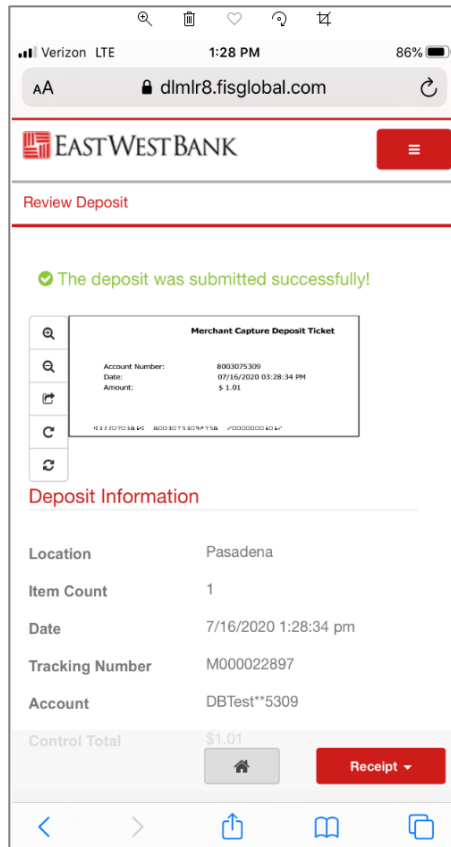 Verizon LTE 1:28 PM 86%
AA dlmlr8.fisglobal.com
EASTWESTBANK
Review Deposit
The deposit was submitted successfully!
Merchant Capture Deposit Ticket
Account Number: 8003075309
Date: 07/16/2020 03:28:34 PM
Amount: $ 1.01
Deposit Information
Location Pasadena
Item Count 1
Date 7/16/2020 1:28:34 pm
Tracking Number M000022897
Account DBTest**5309
Control Total $1.01
Receipt